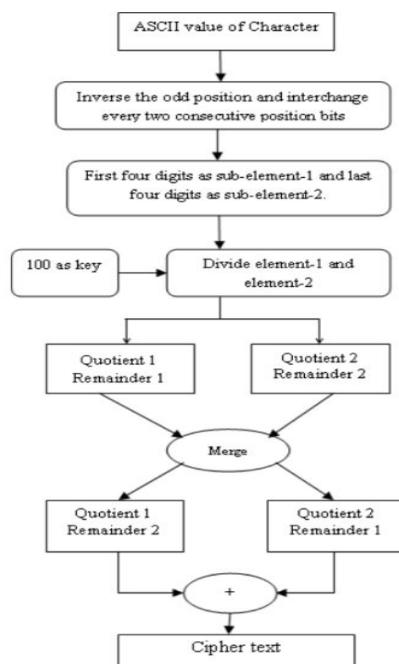 ASCII value of Character
Inverse the odd position and interchange
every two consecutive position bits
First four digits as sub-element-1 and last
four digits as sub-element-2.
100 as key
Divide element-1 and
element-2
Quotient 1
Remainder 1
Quotient 2
Remainder 2
Merge
Quotient 1
Remainder 2
Quotient 2
Remainder 1
+
Cipher text